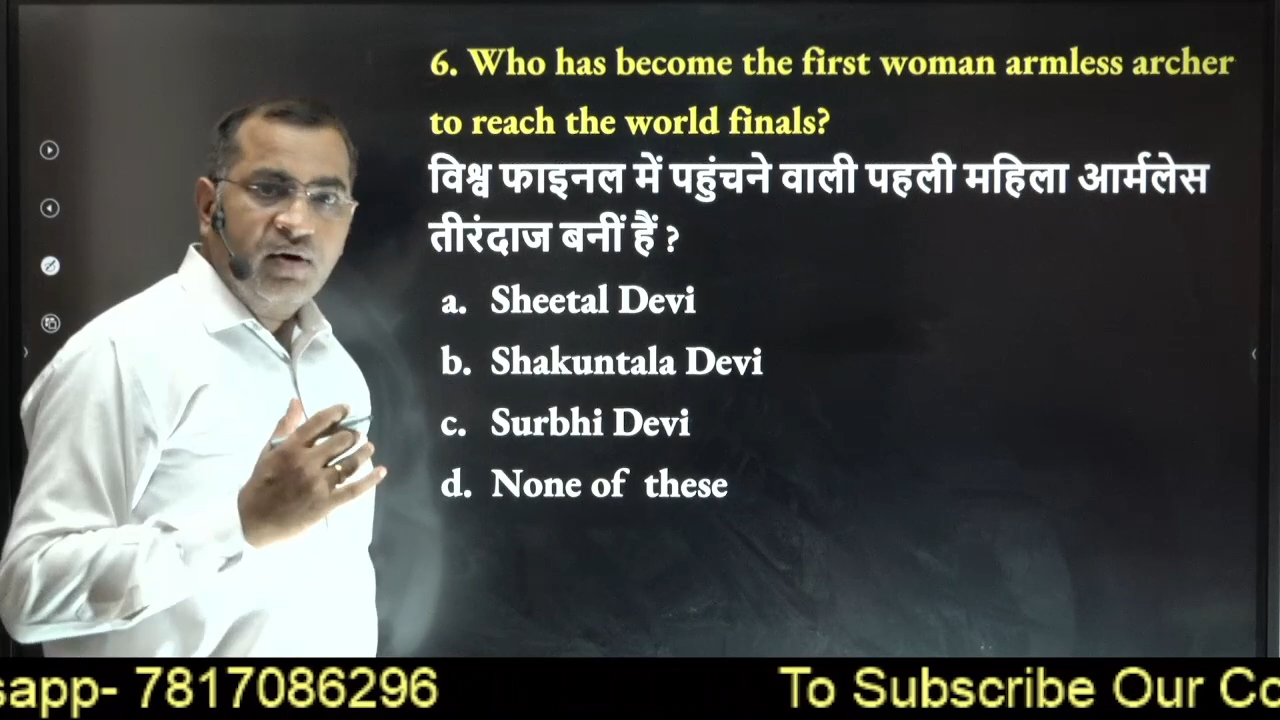 6. Who has become the first woman armless archer
to reach the world finals?
विश्व फाइनल में पहुंचने वाली पहली महिला आर्मलेस
तीरंदाज बनीं हैं ?
a. Sheetal Devi
b. Shakuntala Devi
c. Surbhi Devi
d. None of these
sapp- 7817086296 To Subscribe Our Co